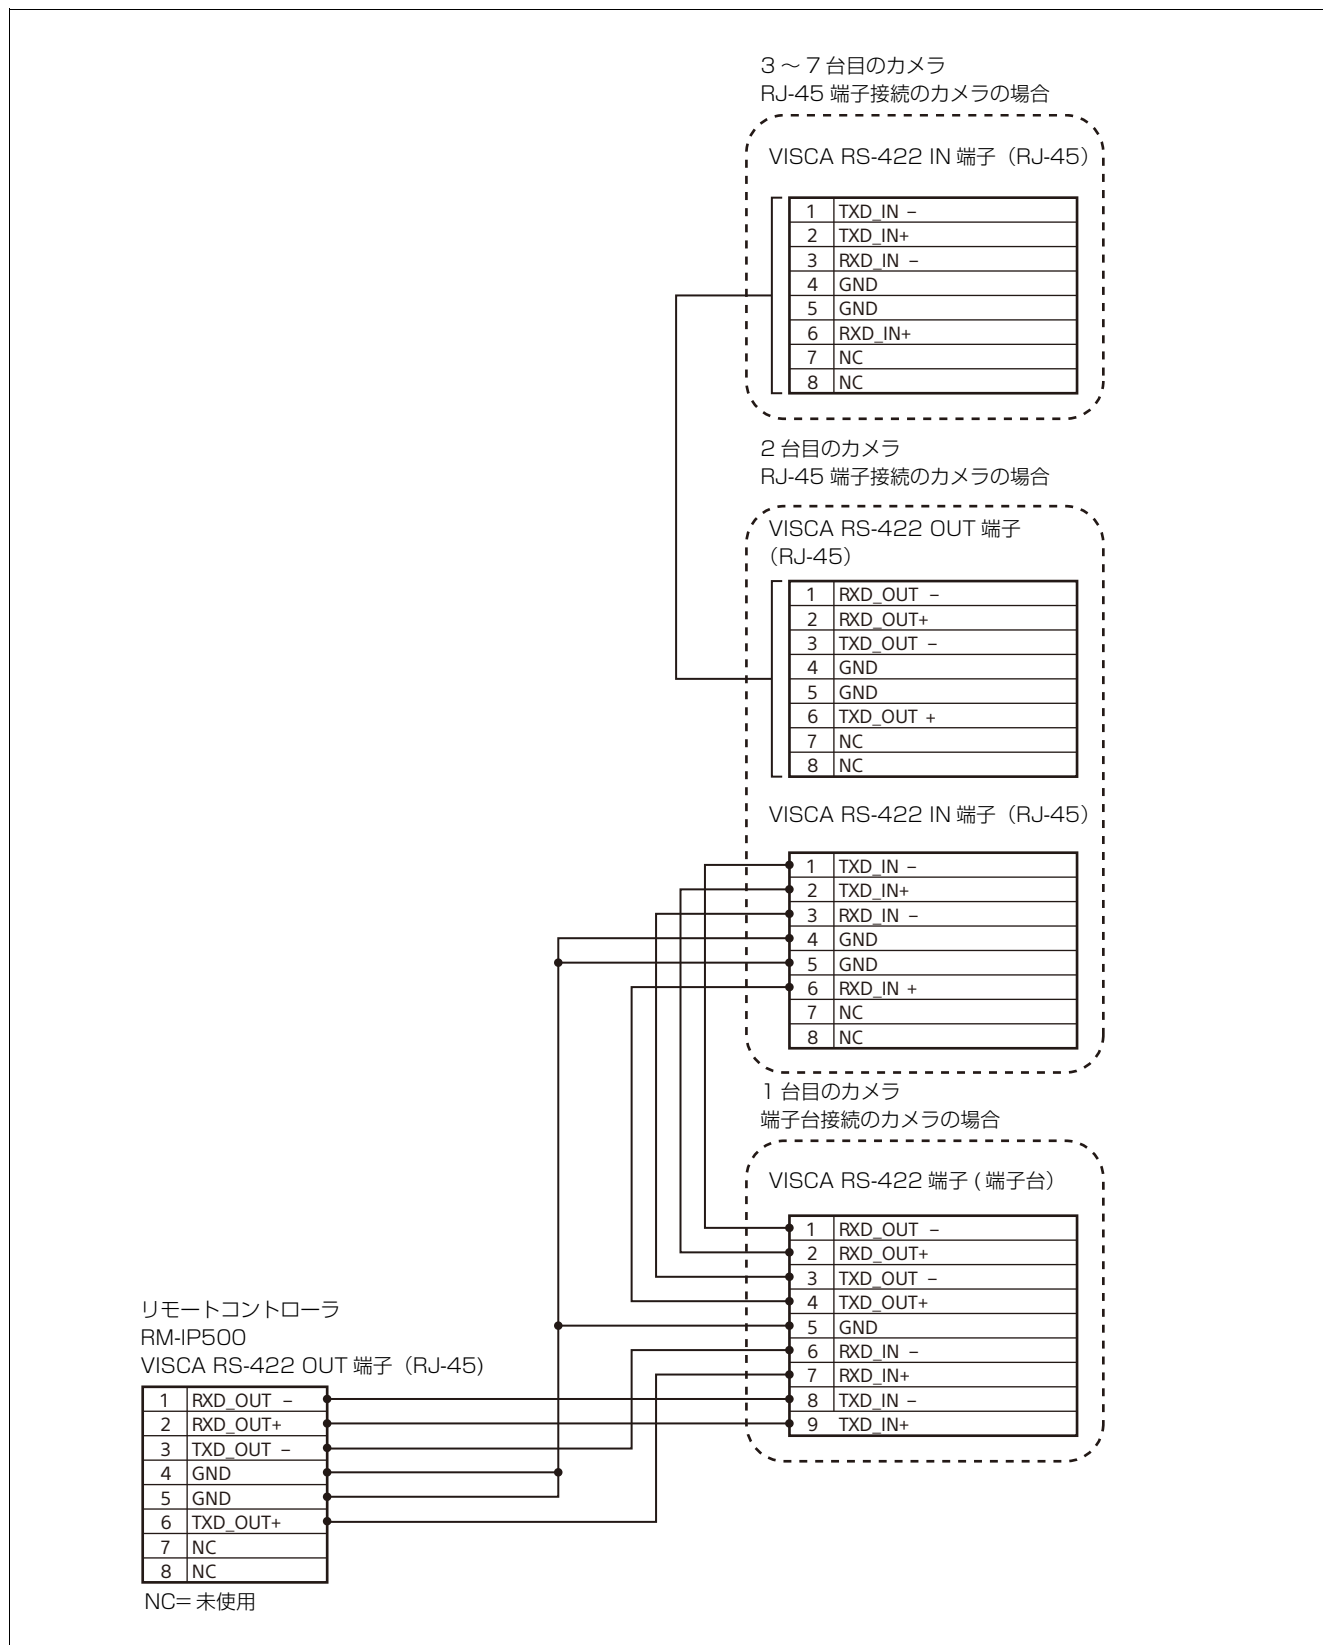 3 ～ 7 台目のカメラ
RJ-45 端子接続のカメラの場合
VISCA RS-422 IN 端子（RJ-45）
1 TXD_IN −
2 TXD_IN+
3 RXD_IN −
4 GND
5 GND
6 RXD_IN+
7 NC
8 NC
2 台目のカメラ
RJ-45 端子接続のカメラの場合
VISCA RS-422 OUT 端子
（RJ-45）
1 RXD_OUT −
2 RXD_OUT+
3 TXD_OUT −
4 GND
5 GND
6 TXD_OUT +
7 NC
8 NC
VISCA RS-422 IN 端子（RJ-45）
1 TXD_IN −
2 TXD_IN+
3 RXD_IN −
4 GND
5 GND
6 RXD_IN +
7 NC
8 NC
1 台目のカメラ
端子台接続のカメラの場合
VISCA RS-422 端子 ( 端子台）
1 RXD_OUT −
2 RXD_OUT+
3 TXD_OUT −
4 TXD_OUT+
5 GND
6 RXD_IN −
7 RXD_IN+
8 TXD_IN −
9 TXD_IN+
リモートコントローラ
RM-IP500
VISCA RS-422 OUT 端子（RJ-45)
1 RXD_OUT −
2 RXD_OUT+
3 TXD_OUT −
4 GND
5 GND
6 TXD_OUT+
7 NC
8 NC
NC= 未使用